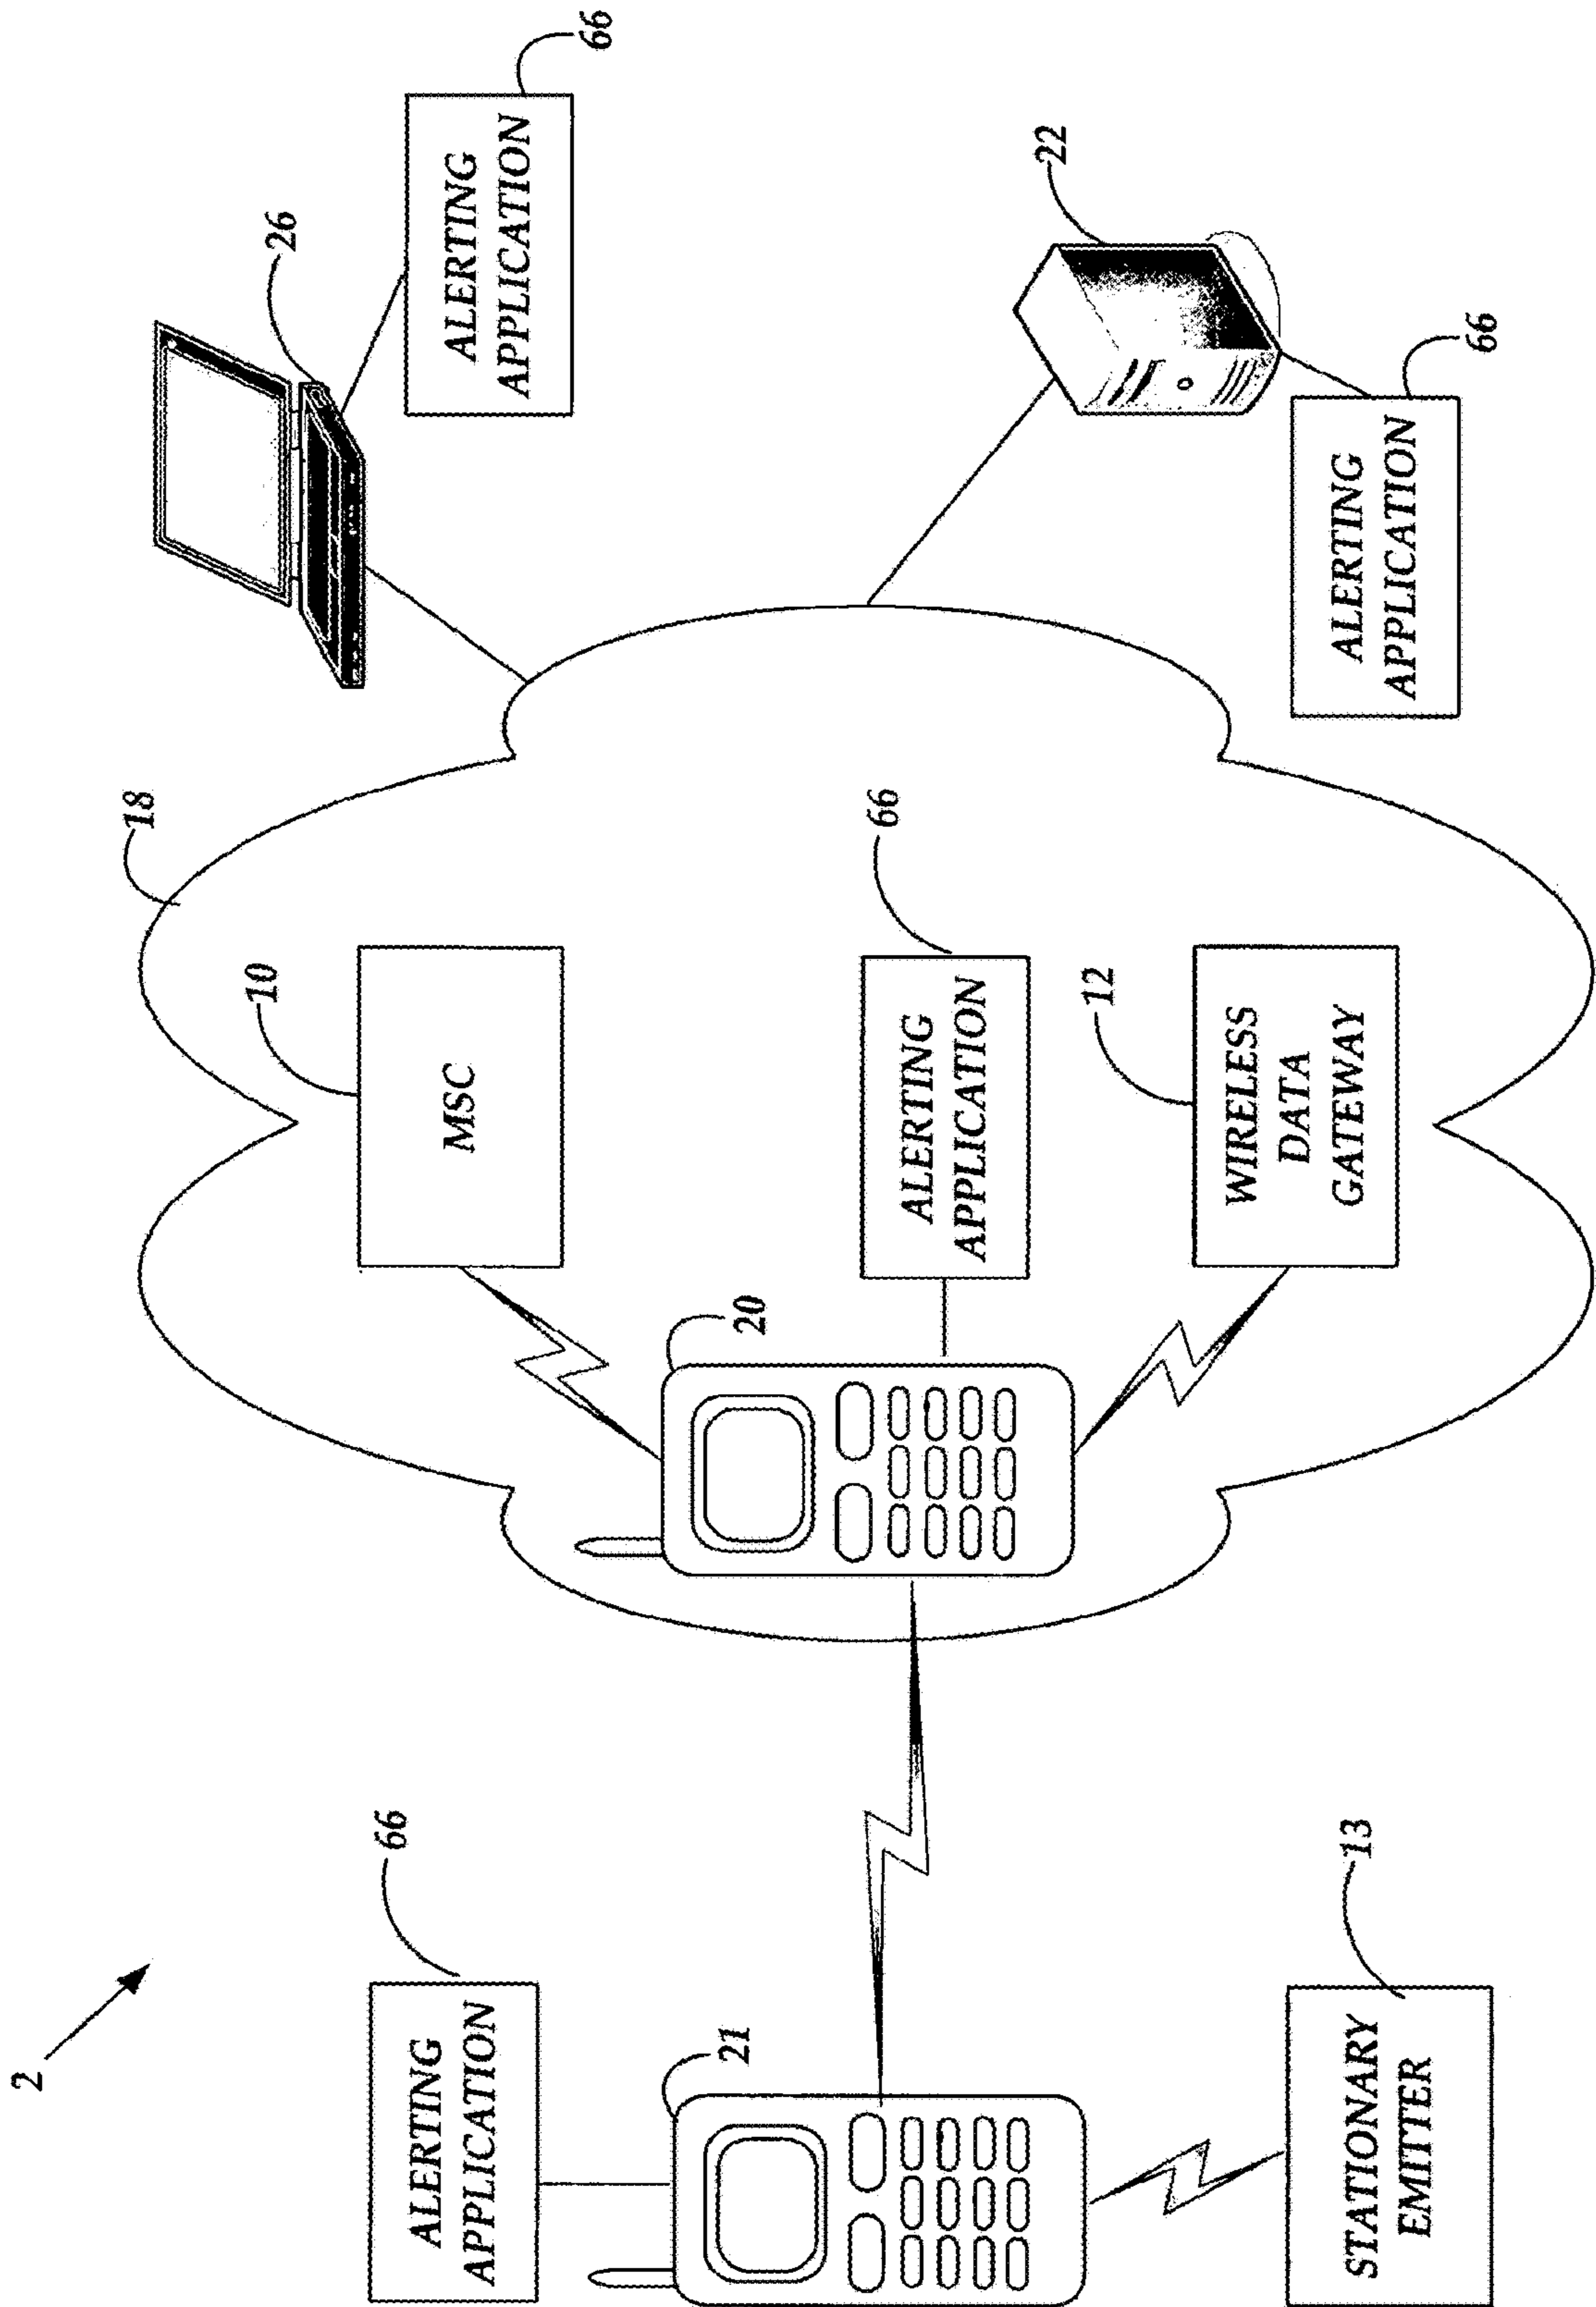 2
66
ALERTING
APPLICATION
21
STATIONARY
EMITTER
13
18
10
MSC
20
ALERTING
APPLICATION
66
12
WIRELESS
DATA
GATEWAY
26
ALERTING
APPLICATION
66
22
ALERTING
APPLICATION
66